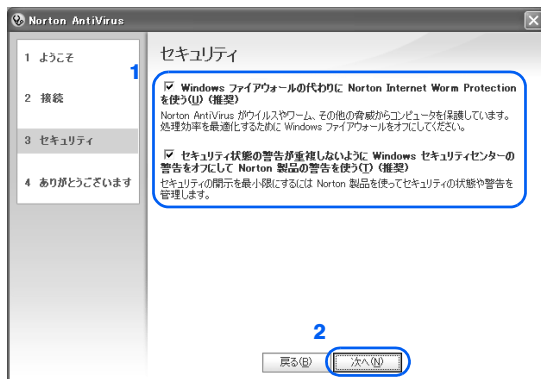 Norton AntiVirus
1 ようこそ
2 接続
3 セキュリティ
4 ありがとうございます
1
セキュリティ
Windows ファイアウォールの代わりに Norton Internet Worm Protection
を使う(U) (推奨)
Norton AntiVirus がウイルスやワーム、その他の脅威からコンピュータを保護しています。
処理効率を最適化するために Windows ファイアウォールをオフにしてください。
セキュリティ状態の警告が重複しないように Windows セキュリティセンターの
警告をオフにして Norton 製品の警告を使う(T) (推奨)
セキュリティの開示を最小限にするには Norton 製品を使ってセキュリティの状態や警告を
管理します。
2
戻る(B)
次へ(N)